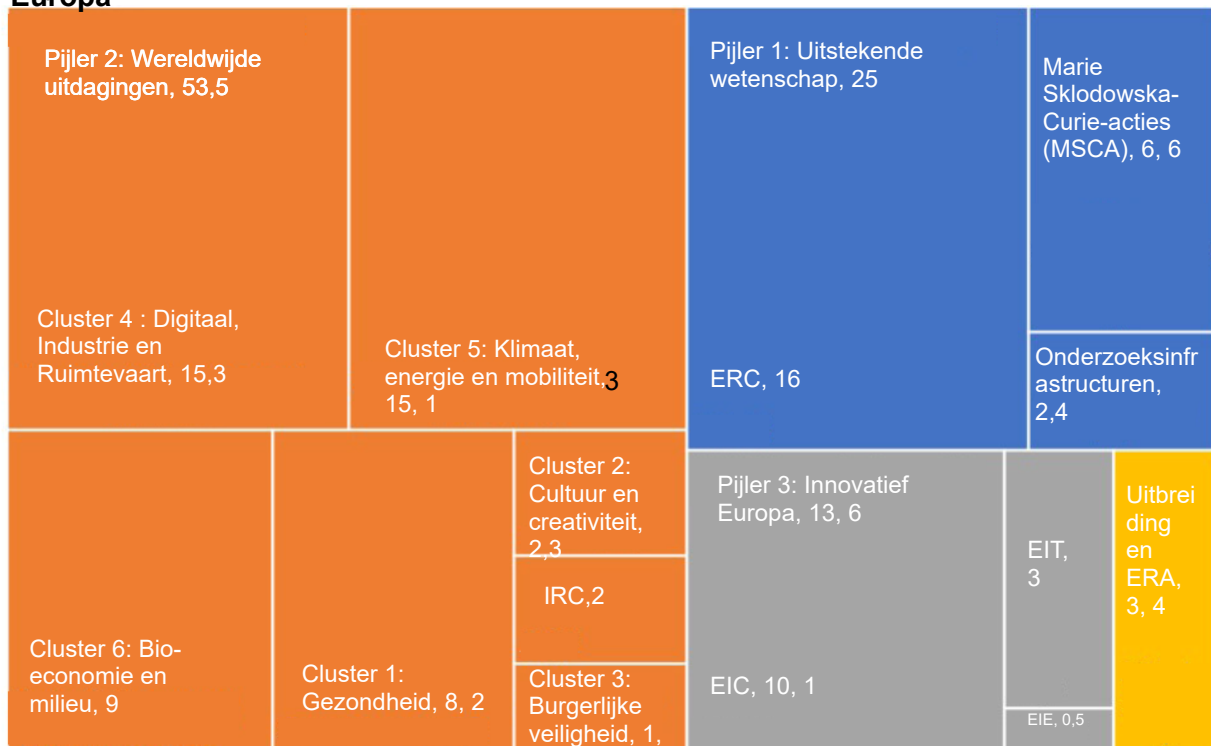 Europa
Pijler 2: Wereldwijde
uitdagingen, 53,5
Cluster 4 : Digitaal,
Industrie en
Ruimtevaart, 15,3
Cluster 5: Klimaat,
energie en mobiliteit,3
15, 1
Pijler 1: Uitstekende
wetenschap, 25
ERC, 16
Marie
Sklodowska-
Curie-acties
(MSCA), 6, 6
Onderzoeksinfr
astructuren,
2,4
Cluster 6: Bio-
economie en
milieu, 9
Cluster 1:
Gezondheid, 8, 2
Cluster 2:
Cultuur en
creativiteit,
2,3
IRC,2
Cluster 3:
Burgerlijke
veiligheid, 1,
Pijler 3: Innovatief
Europa, 13, 6
EIC, 10, 1
EIT,
3
EIE, 0,5
Uitbrei
ding
en
ERA,
3, 4